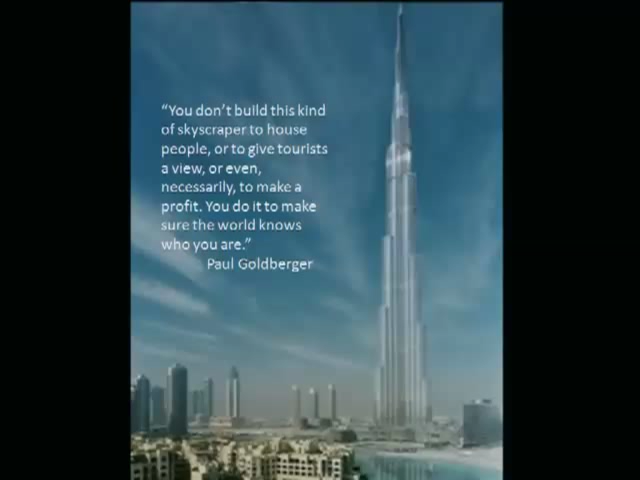 “You don’t build this kind
of skyscraper to house
people, or to give tourists
a view, or even,
necessarily, to make a
profit. You do it to make
sure the world knows
who you are.”
Paul Goldberger